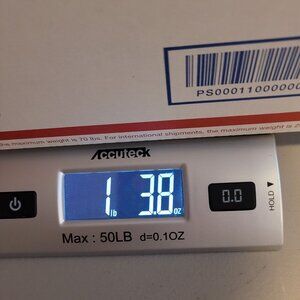 PS00011000000
maximum weight is 70 lbs. For international shipments, the maximum weight is
Accuteck
1 lb 3.8 oz
0.0
HOLD
Max : 50LB d=0.1OZ